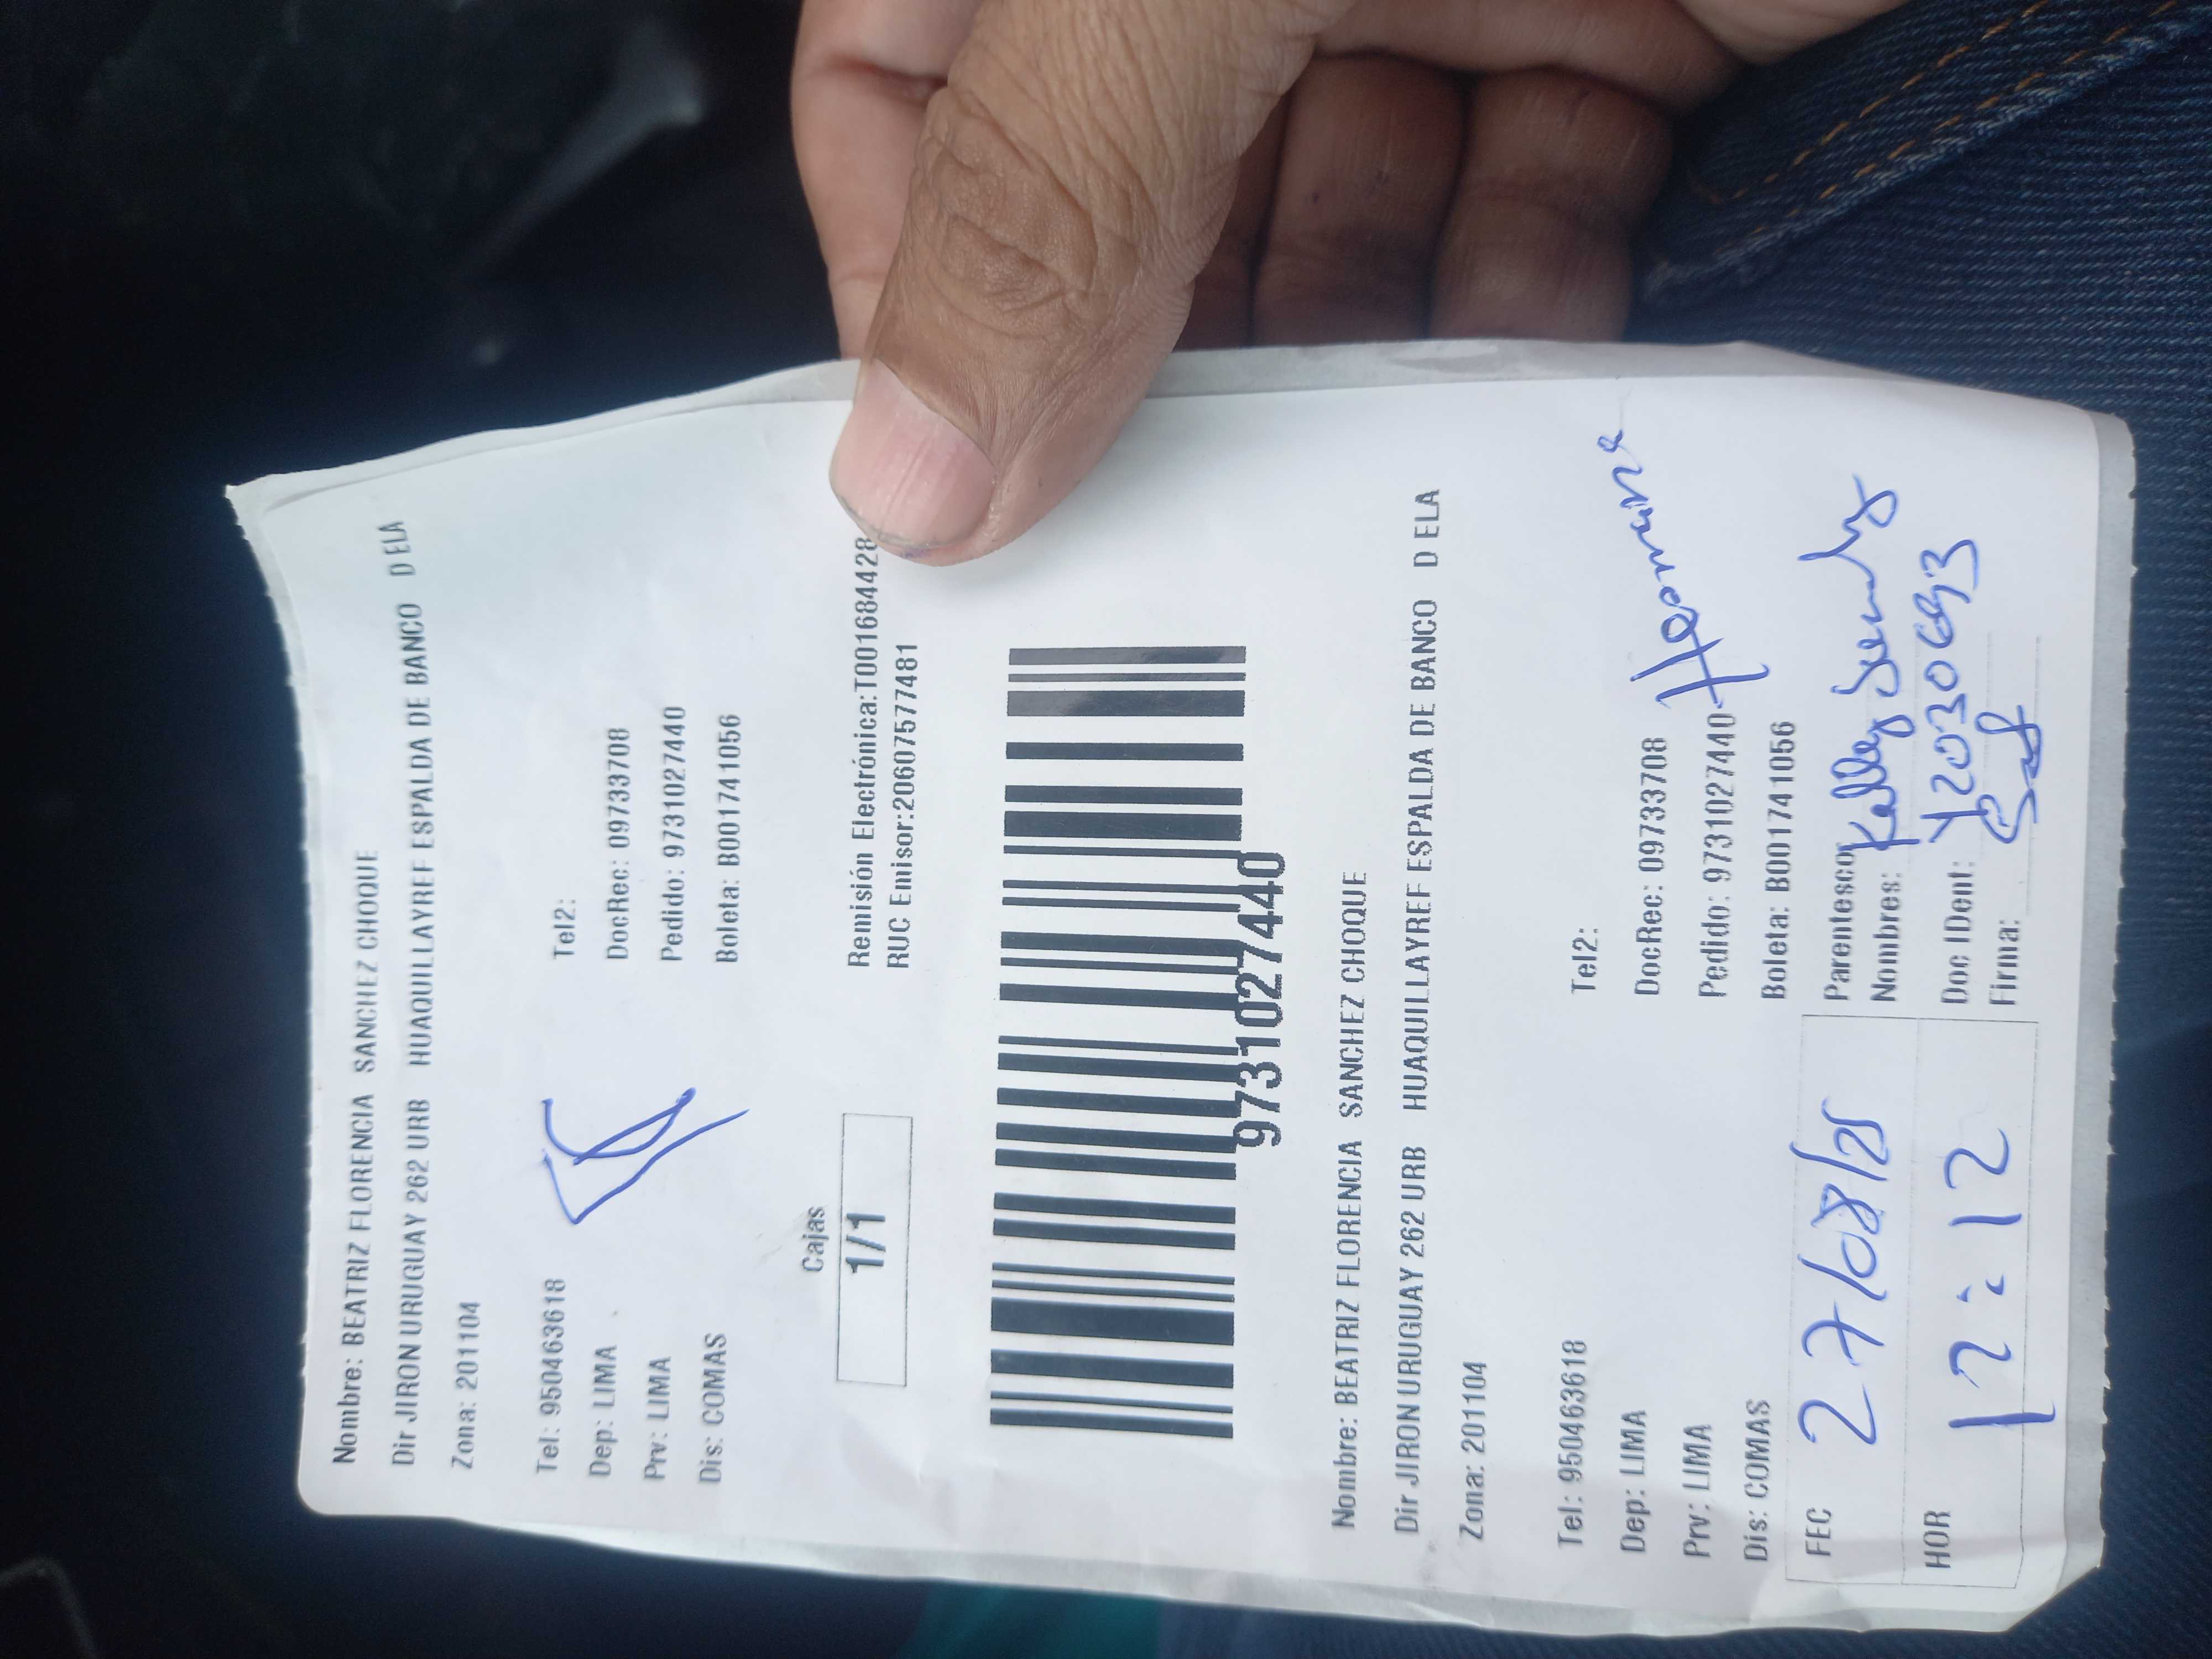 Nombre: BEATRIZ FLORENCIA SANCHEZ CHOQUE
Dir JIRON URUGUAY 262 URB HUAQUILLAYREF ESPALDA DE BANCO D ELA
Zona: 201104
Tel: 950463618 Tel2:
Dep: LIMA DocRec: 09733708
Prv: LIMA Pedido: 9731027440
Dis: COMAS Boleta: B001741056
Cajas
1/1
Remisión Electrónica:T001684428
RUC Emisor:20607577481
9731027440
Nombre: BEATRIZ FLORENCIA SANCHEZ CHOQUE
Dir JIRON URUGUAY 262 URB HUAQUILLAYREF ESPALDA DE BANCO D ELA
Zona: 201104
Tel: 950463618 Tel2:
Dep: LIMA DocRec: 09733708
Prv: LIMA Pedido: 9731027440
Dis: COMAS Boleta: B001741056
Hermana
FEC 27/08/25
Parentesco:
Nombres: Kelly
HOR 12:12
Doc IDent:
Firma: